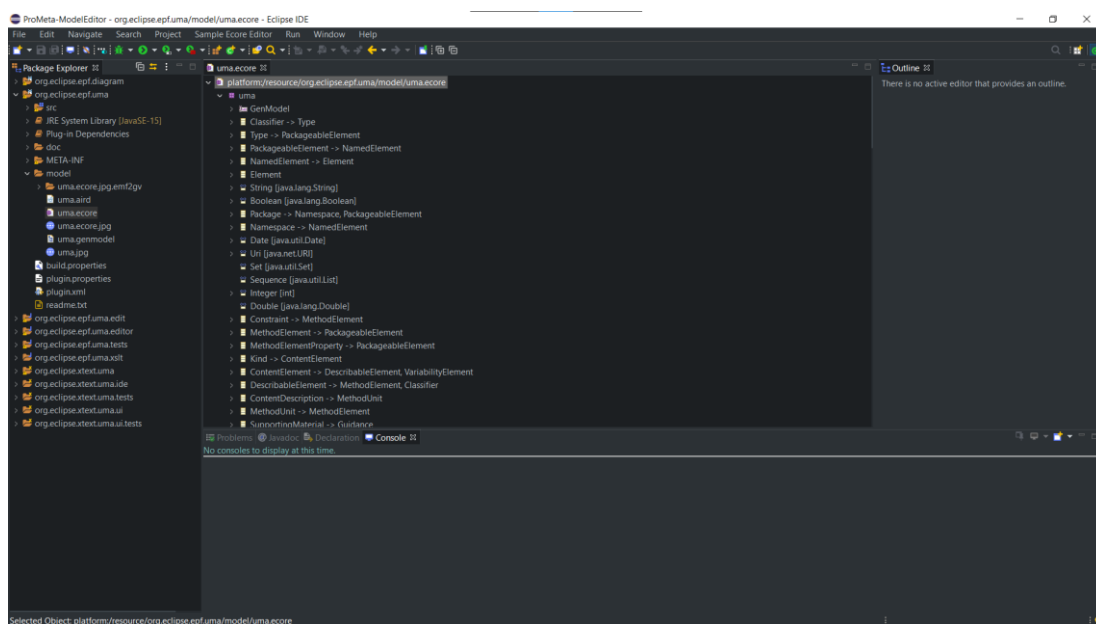 ProMeta-ModelEditor - org.eclipse.epf.uma/model/uma.ecore - Eclipse IDE
File Edit Navigate Search Project Sample Ecore Editor Run Window Help
Package Explorer
org.eclipse.epf.diagram
org.eclipse.epf.uma
src
JRE System Library [JavaSE-15]
Plug-in Dependencies
doc
META-INF
model
uma.ecore.jpg.emf2gv
uma.aird
uma.ecore
uma.ecore.jpg
uma.genmodel
uma.jpg
build.properties
plugin.properties
plugin.xml
readme.txt
org.eclipse.epf.uma.edit
org.eclipse.epf.uma.editor
org.eclipse.epf.uma.tests
org.eclipse.epf.uma.xslt
org.eclipse.xtext.uma
org.eclipse.xtext.uma.ide
org.eclipse.xtext.uma.tests
org.eclipse.xtext.uma.ui
org.eclipse.xtext.uma.ui.tests
uma.ecore
platform:/resource/org.eclipse.epf.uma/model/uma.ecore
uma
GenModel
Classifier -> Type
Type -> PackageableElement
PackageableElement -> NamedElement
NamedElement -> Element
Element
String [java.lang.String]
Boolean [java.lang.Boolean]
Package -> Namespace, PackageableElement
Namespace -> NamedElement
Date [java.util.Date]
Uri [java.net.URI]
Set [java.util.Set]
Sequence [java.util.List]
Integer [int]
Double [java.lang.Double]
Constraint -> MethodElement
MethodElement -> PackageableElement
MethodElementProperty -> PackageableElement
Kind -> ContentElement
ContentElement -> DescribableElement, VariabilityElement
DescribableElement -> MethodElement, Classifier
ContentDescription -> MethodUnit
MethodUnit -> MethodElement
SupportingMaterial -> Guidance
Outline
There is no active editor that provides an outline.
Problems @ Javadoc Declaration Console
No consoles to display at this time.
Selected Object: platform:/resource/org.eclipse.epf.uma/model/uma.ecore